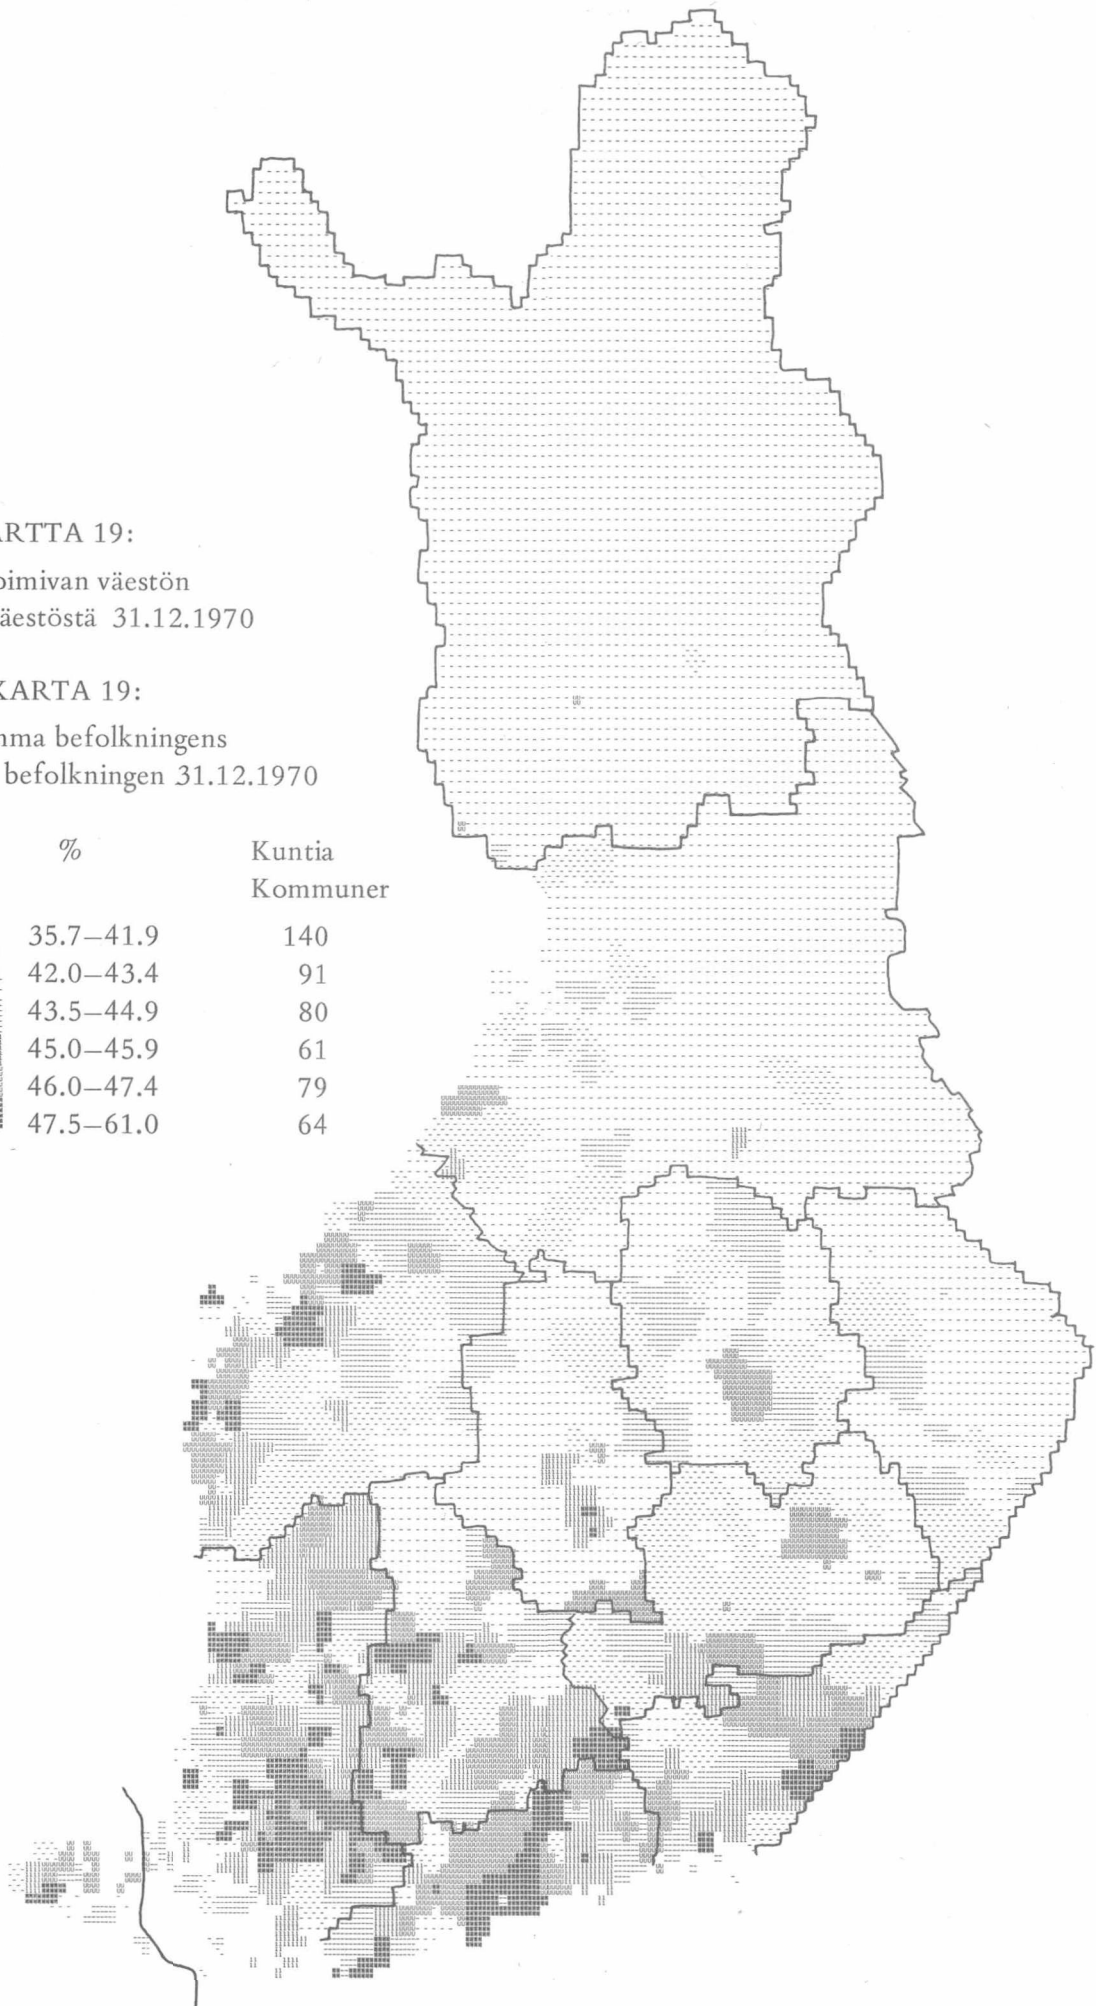 ARTTA 19:
oimivan väestön
äestöstä 31.12.1970
KARTA 19:
nma befolkningens
befolkningen 31.12.1970
% Kuntia
Kommuner
35.7—41.9 140
42.0—43.4 91
43.5—44.9 80
45.0—45.9 61
46.0—47.4 79
47.5—61.0 64